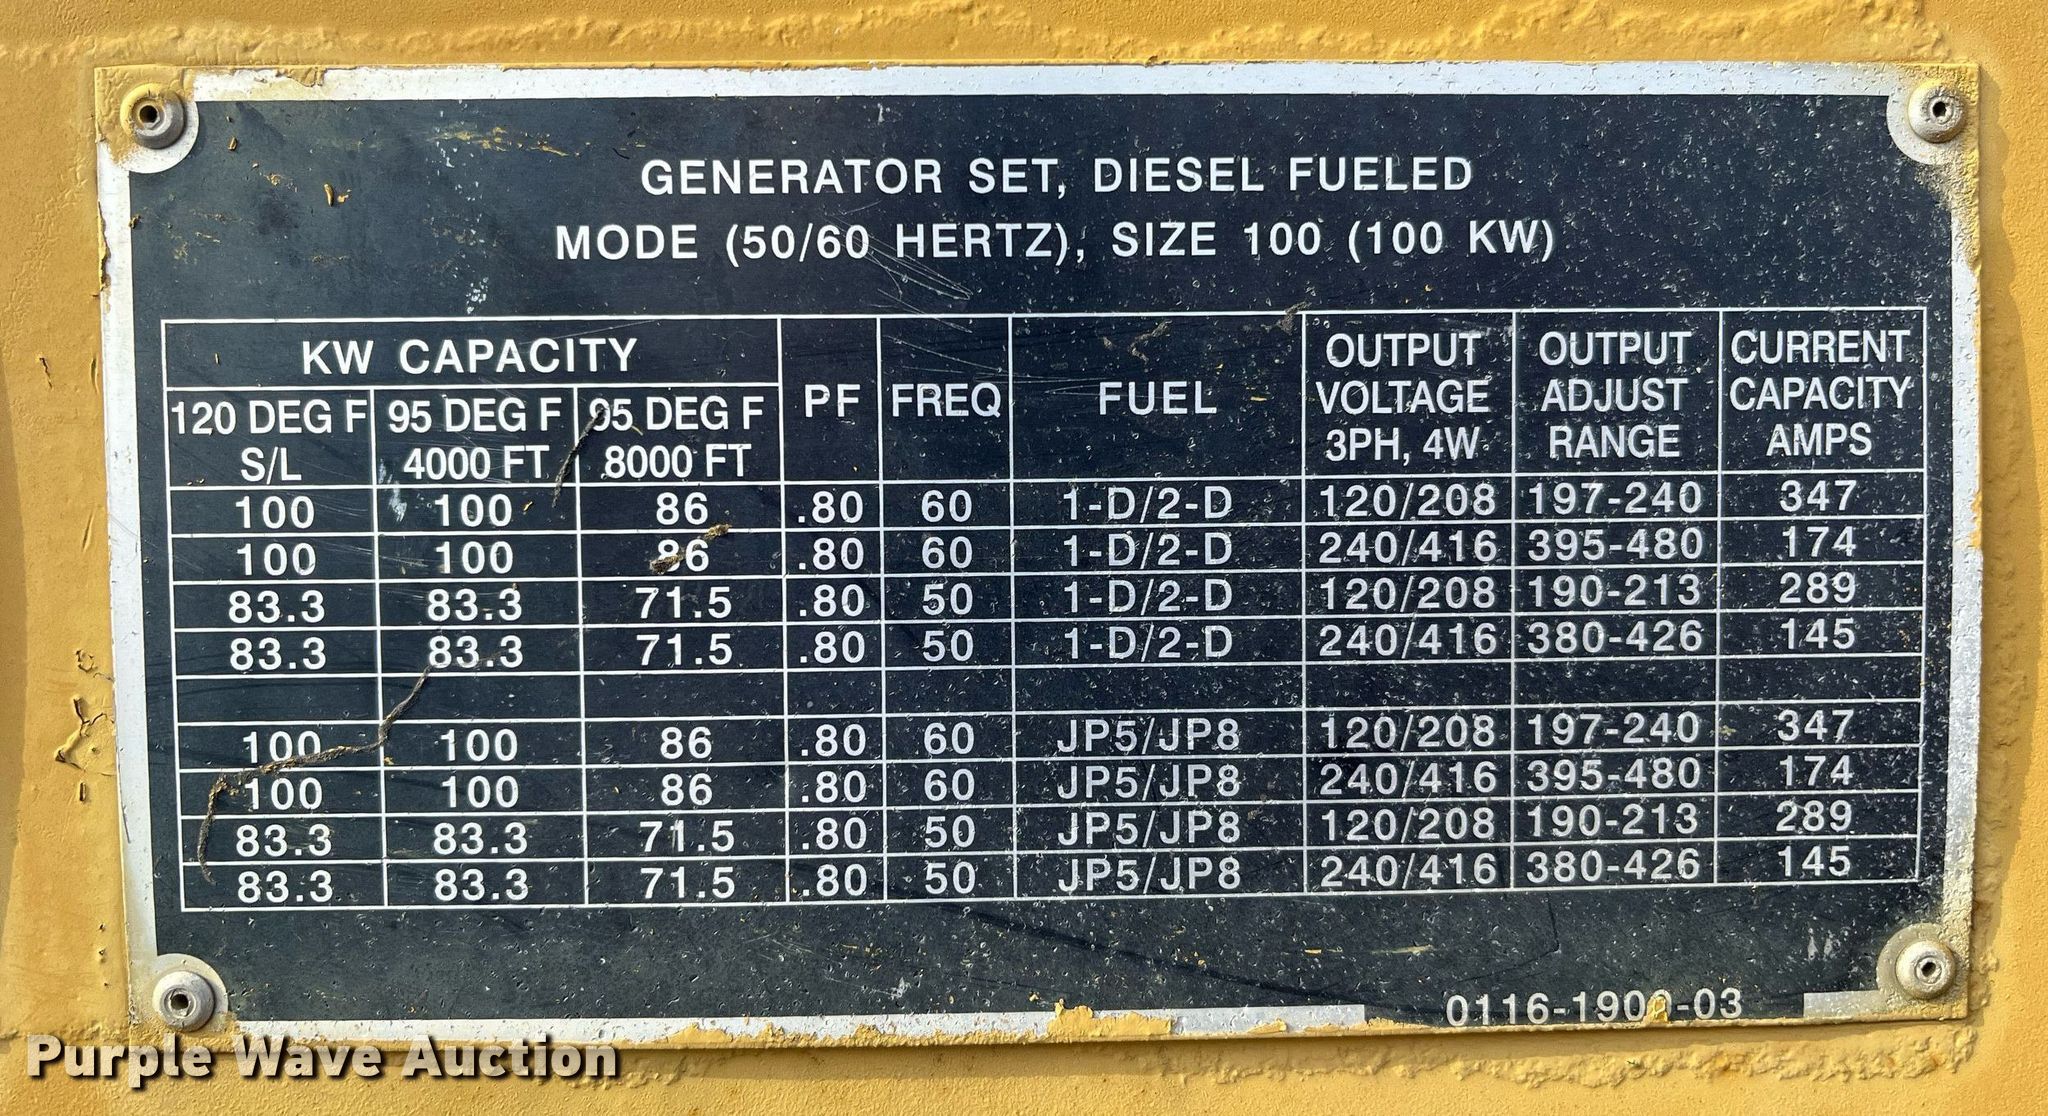 GENERATOR SET, DIESEL FUELED
MODE (50/60 HERTZ), SIZE 100 (100 KW)
KW CAPACITY PF FREQ FUEL OUTPUT VOLTAGE 3PH, 4W OUTPUT ADJUST RANGE CURRENT CAPACITY AMPS
120 DEG F S/L 95 DEG F 4000 FT 95 DEG F 8000 FT
100 100 86 .80 60 1-D/2-D 120/208 197-240 347
100 100 86 .80 60 1-D/2-D 240/416 395-480 174
83.3 83.3 71.5 .80 50 1-D/2-D 120/208 190-213 289
83.3 83.3 71.5 .80 50 1-D/2-D 240/416 380-426 145
100 100 86 .80 60 JP5/JP8 120/208 197-240 347
100 100 86 .80 60 JP5/JP8 240/416 395-480 174
83.3 83.3 71.5 .80 50 JP5/JP8 120/208 190-213 289
83.3 83.3 71.5 .80 50 JP5/JP8 240/416 380-426 145
Purple Wave Auction